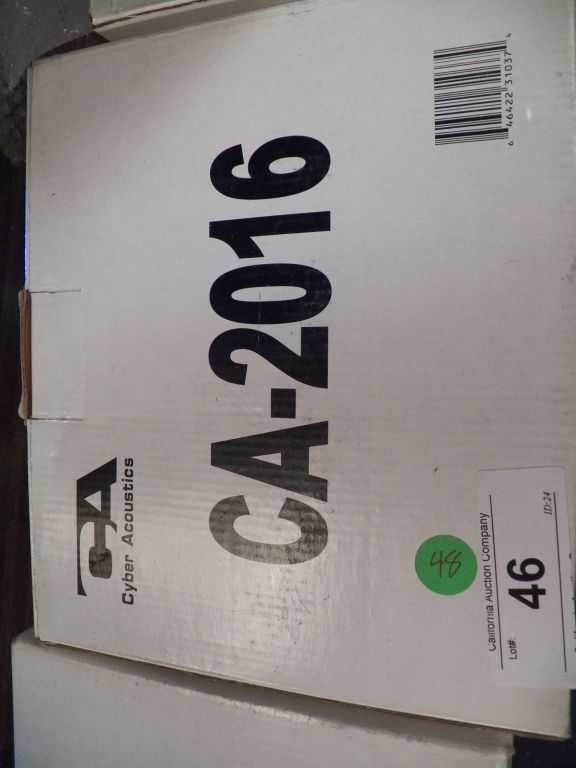 CA
Cyber Acoustics
CA-2016
6 46422 31037 4
48
California Auction Company
Lot#:
46
ID:24